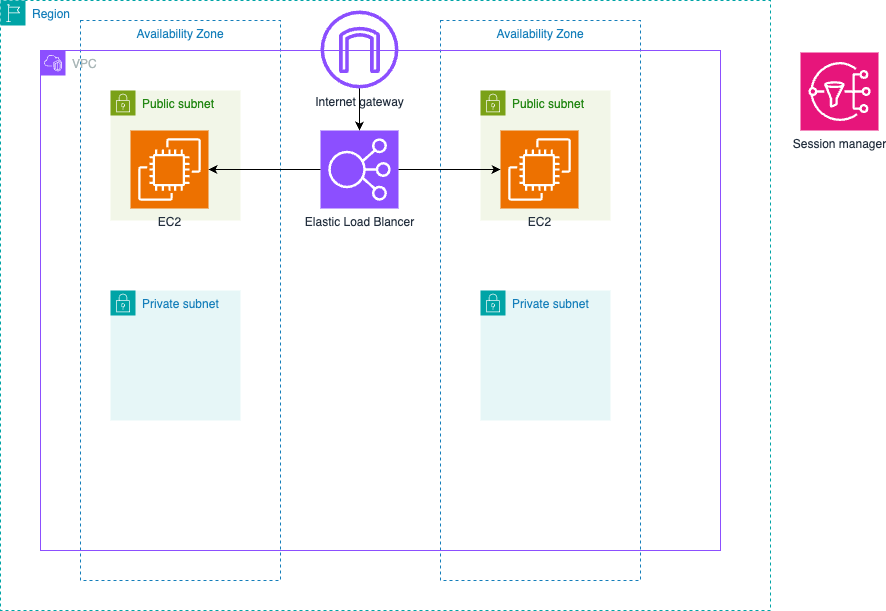 Region
Availability Zone
Availability Zone
VPC
Public subnet
Internet gateway
Public subnet
Session manager
EC2
Elastic Load Blancer
EC2
Private subnet
Private subnet